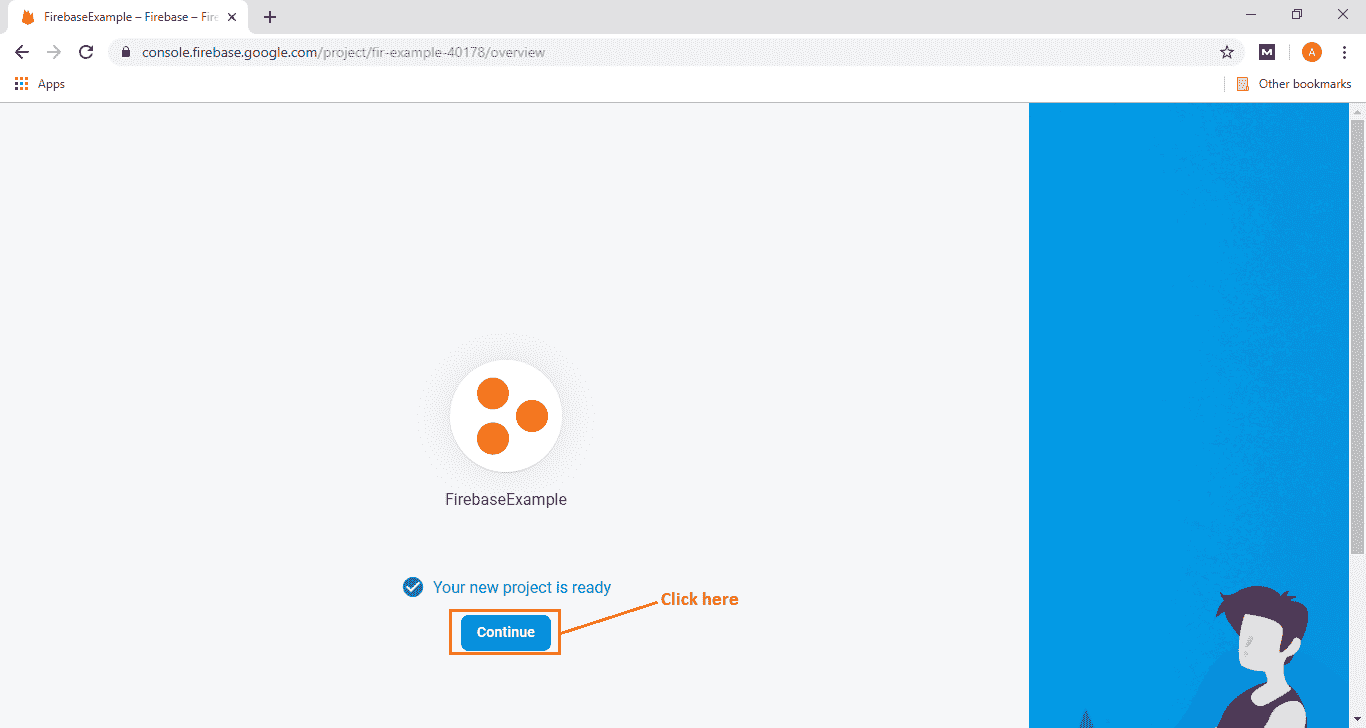 FirebaseExample – Firebase – Fire
console.firebase.google.com/project/fir-example-40178/overview
M
A
Apps
Other bookmarks
FirebaseExample
Your new project is ready
Click here
Continue